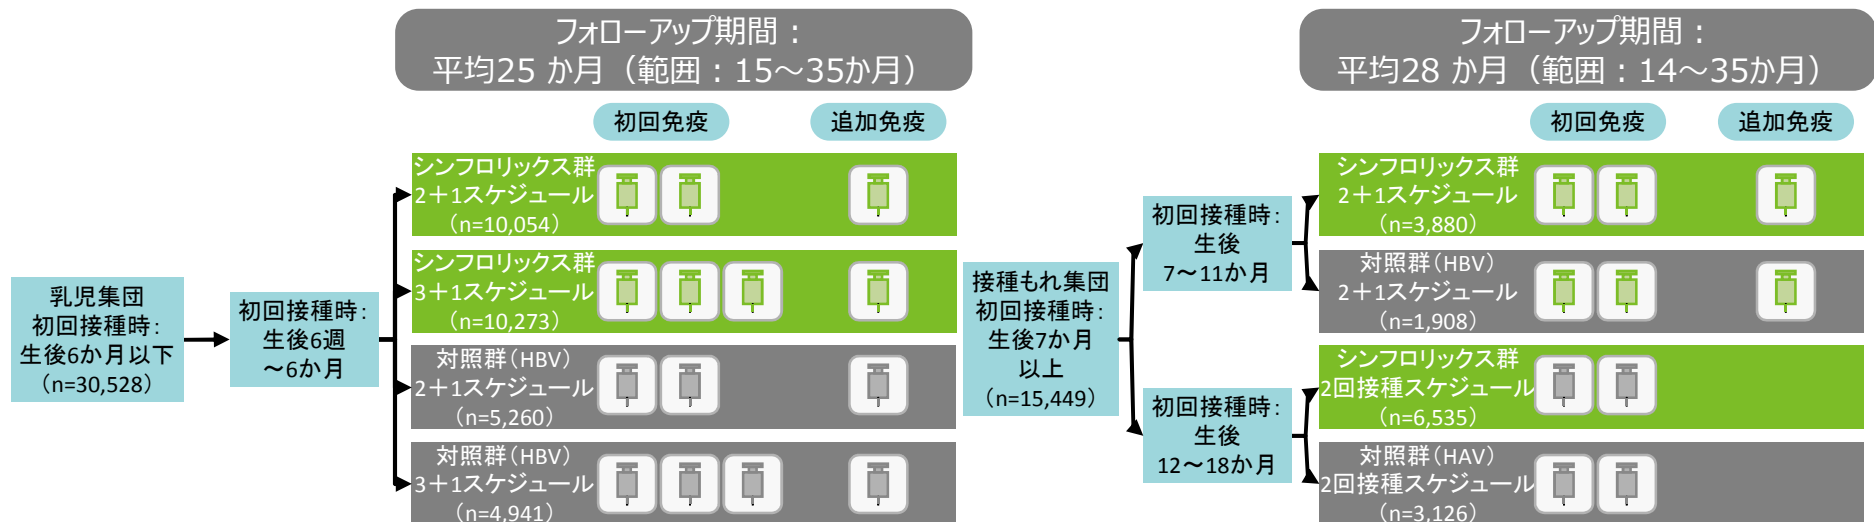 フォローアップ期間：
平均25 か月（範囲：15～35か月）
初回免疫
追加免疫
乳児集団
初回接種時：
生後6か月以下
（n=30,528）
初回接種時：
生後6週
～6か月
シンフロリックス群
2＋1スケジュール
（n=10,054）
シンフロリックス群
3＋1スケジュール
（n=10,273）
対照群（HBV）
2＋1スケジュール
（n=5,260）
対照群（HBV）
3＋1スケジュール
（n=4,941）
フォローアップ期間：
平均28 か月（範囲：14～35か月）
初回免疫
追加免疫
接種もれ集団
初回接種時：
生後7か月
以上
（n=15,449）
初回接種時：
生後
7～11か月
シンフロリックス群
2＋1スケジュール
（n=3,880）
対照群（HBV）
2＋1スケジュール
（n=1,908）
初回接種時：
生後
12～18か月
シンフロリックス群
2回接種スケジュール
（n=6,535）
対照群（HAV）
2回接種スケジュール
（n=3,126）